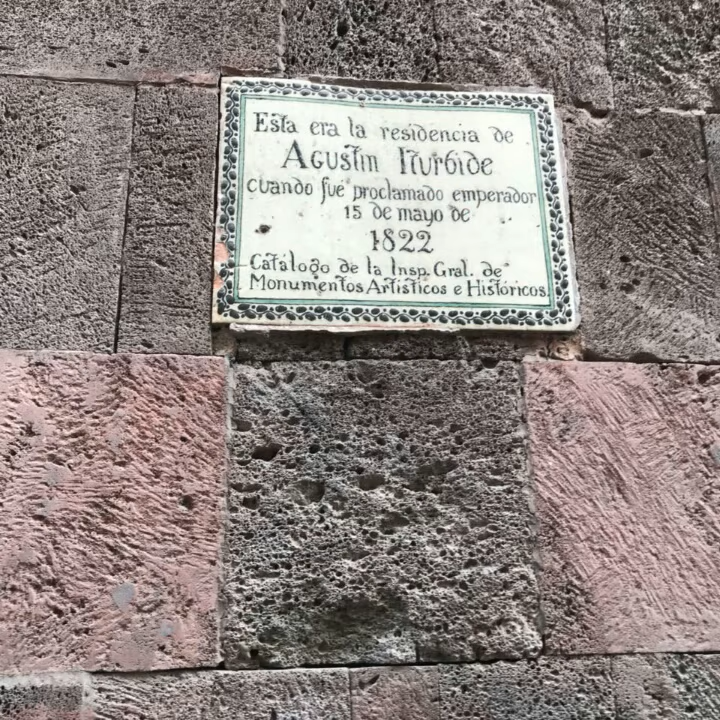 Esta era la residencia de
Agustin Iturbide
cuando fué proclamado emperador
15 de mayo de
1822
Catálogo de la Insp. Gral. de
Monumentos Artísticos e Históricos.